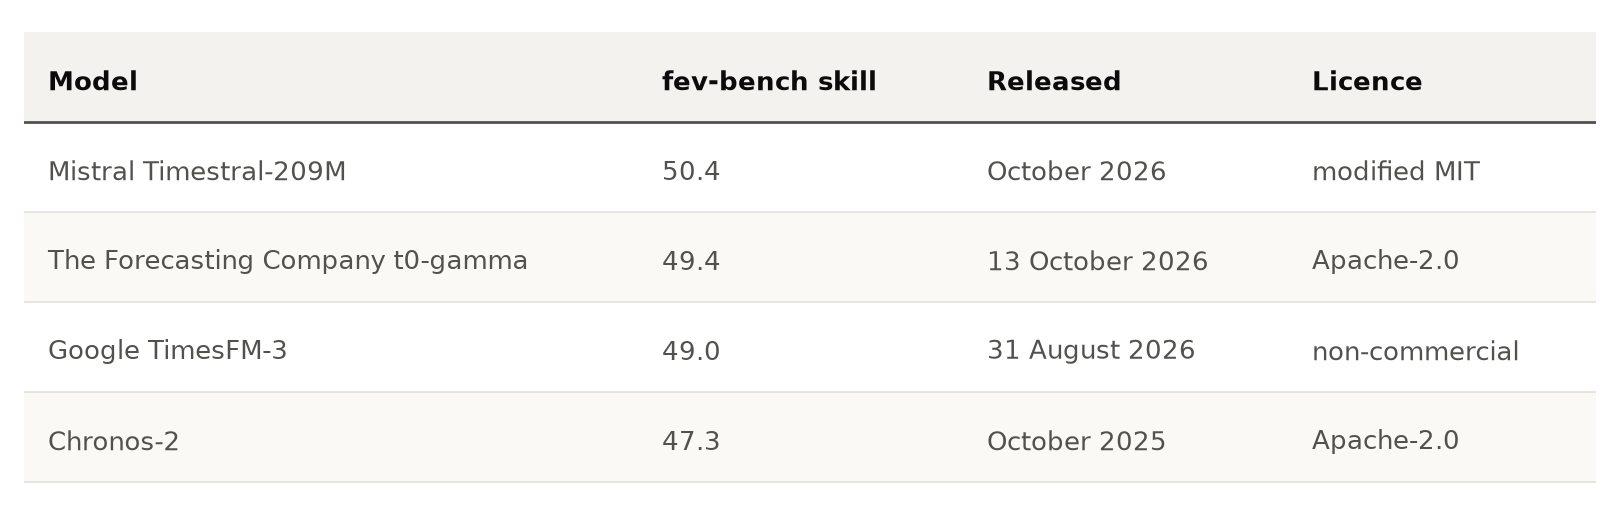 Model fev-bench skill Released Licence
Mistral Timestral-209M 50.4 October 2026 modified MIT
The Forecasting Company t0-gamma 49.4 13 October 2026 Apache-2.0
Google TimesFM-3 49.0 31 August 2026 non-commercial
Chronos-2 47.3 October 2025 Apache-2.0